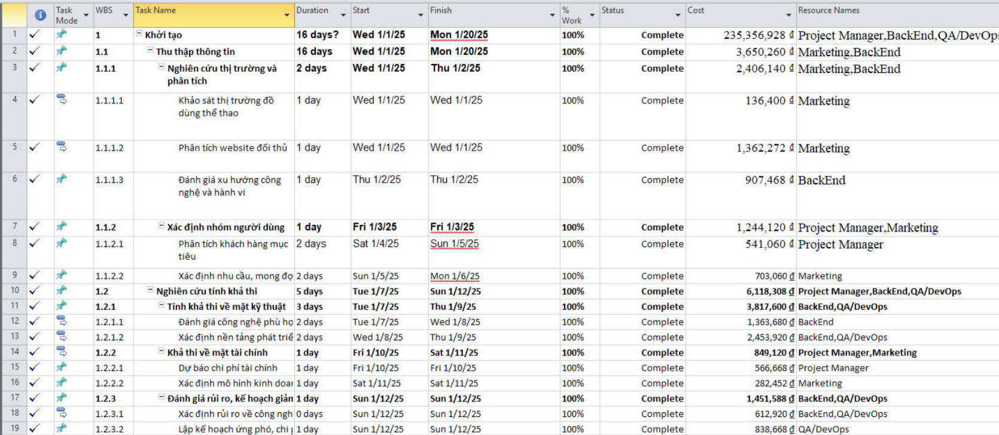 Task Mode WBS Task Name Duration Start Finish % Work Status Cost Resource Names
1 1 Khởi tạo 16 days? Wed 1/1/25 Mon 1/20/25 100% Complete 235,356,928 ₫ Project Manager,BackEnd,QA/DevOps
2 1.1 Thu thập thông tin 16 days Wed 1/1/25 Mon 1/20/25 100% Complete 3,650,260 ₫ Marketing,BackEnd
3 1.1.1 Nghiên cứu thị trường và 2 days Wed 1/1/25 Thu 1/2/25 100% Complete 2,406,140 ₫ Marketing,BackEnd
phân tích
4 1.1.1.1 Khảo sát thị trường đồ 1 day Wed 1/1/25 Wed 1/1/25 100% Complete 136,400 ₫ Marketing
dùng thể thao
5 1.1.1.2 Phân tích website đối thủ 1 day Wed 1/1/25 Wed 1/1/25 100% Complete 1,362,272 ₫ Marketing
6 1.1.1.3 Đánh giá xu hướng công 1 day Thu 1/2/25 Thu 1/2/25 100% Complete 907,468 ₫ BackEnd
nghệ và hành vi
7 1.1.2 Xác định nhóm người dùng 1 day Fri 1/3/25 Fri 1/3/25 100% Complete 1,244,120 ₫ Project Manager,Marketing
8 1.1.2.1 Phân tích khách hàng mục 2 days Sat 1/4/25 Sun 1/5/25 100% Complete 541,060 ₫ Project Manager
tiêu
9 1.1.2.2 Xác định nhu cầu, mong đợ 2 days Sun 1/5/25 Mon 1/6/25 100% Complete 703,060 ₫ Marketing
10 1.2 Nghiên cứu tính khả thi 5 days Tue 1/7/25 Sun 1/12/25 100% Complete 6,118,308 ₫ Project Manager,BackEnd,QA/DevOps
11 1.2.1 Tính khả thi về mặt kỹ thuật 3 days Tue 1/7/25 Thu 1/9/25 100% Complete 3,817,600 ₫ BackEnd,QA/DevOps
12 1.2.1.1 Đánh giá công nghệ phù họ 2 days Tue 1/7/25 Wed 1/8/25 100% Complete 1,363,680 ₫ BackEnd
13 1.2.1.2 Xác định nền tảng phát triể 2 days Wed 1/8/25 Thu 1/9/25 100% Complete 2,453,920 ₫ BackEnd,QA/DevOps
14 1.2.2 Khả thi về mặt tài chính 1 day Fri 1/10/25 Sat 1/11/25 100% Complete 849,120 ₫ Project Manager,Marketing
15 1.2.2.1 Dự báo chi phí tài chính 1 day Fri 1/10/25 Fri 1/10/25 100% Complete 566,668 ₫ Project Manager
16 1.2.2.2 Xác định mô hình kinh doan 1 day Sat 1/11/25 Sat 1/11/25 100% Complete 282,452 ₫ Marketing
17 1.2.3 Đánh giá rủi ro, kế hoạch giản 1 day Sun 1/12/25 Sun 1/12/25 100% Complete 1,451,588 ₫ BackEnd,QA/DevOps
18 1.2.3.1 Xác định rủi ro về công ngh 0 days Sun 1/12/25 Sun 1/12/25 100% Complete 612,920 ₫ BackEnd,QA/DevOps
19 1.2.3.2 Lập kế hoạch ứng phó, chi 1 day Sun 1/12/25 Sun 1/12/25 100% Complete 838,668 ₫ QA/DevOps